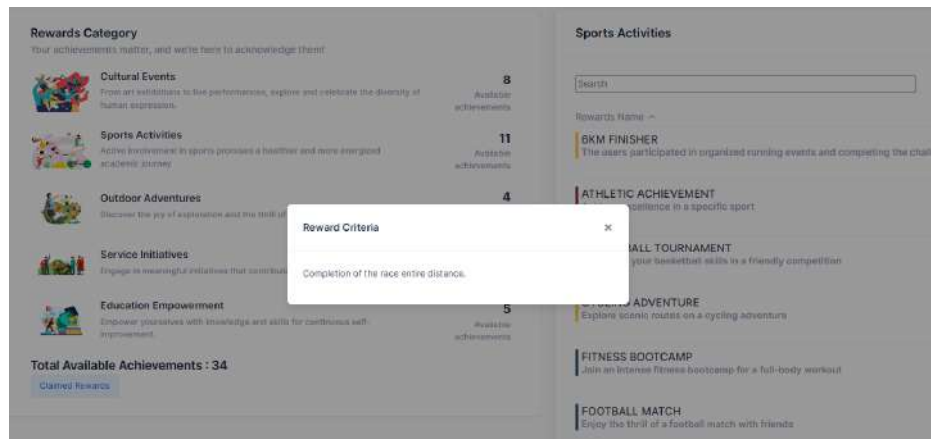 Rewards Category
Your achievements matter, and we're here to acknowledge them!
Cultural Events
From art exhibitions to live performances, explore and celebrate the diversity of
human expression.
8
Available
achievements
Sports Activities
Active involvement in sports promises a healthier and more energized
academic journey
11
Available
achievements
Outdoor Adventures
Discover the joy of exploration and the thrill of
4
Service Initiatives
Engage in meaningful initiatives that
Education Empowerment
Empower yourselves with knowledge and skills for continuous self-
improvement.
5
Available
achievements
Total Available Achievements : 34
Claimed Rewards
Reward Criteria
×
Completion of the race entire distance.
Sports Activities
Search
Rewards Name
6KM FINISHER
The users participated in organized running events and completing the
ATHLETIC ACHIEVEMENT
in a specific sport
TOURNAMENT
your basketball skills in a friendly competition
ADVENTURE
Explore scenic routes on a cycling adventure
FITNESS BOOTCAMP
Join an intense fitness bootcamp for a full-body workout
FOOTBALL MATCH
Enjoy the thrill of a football match with friends